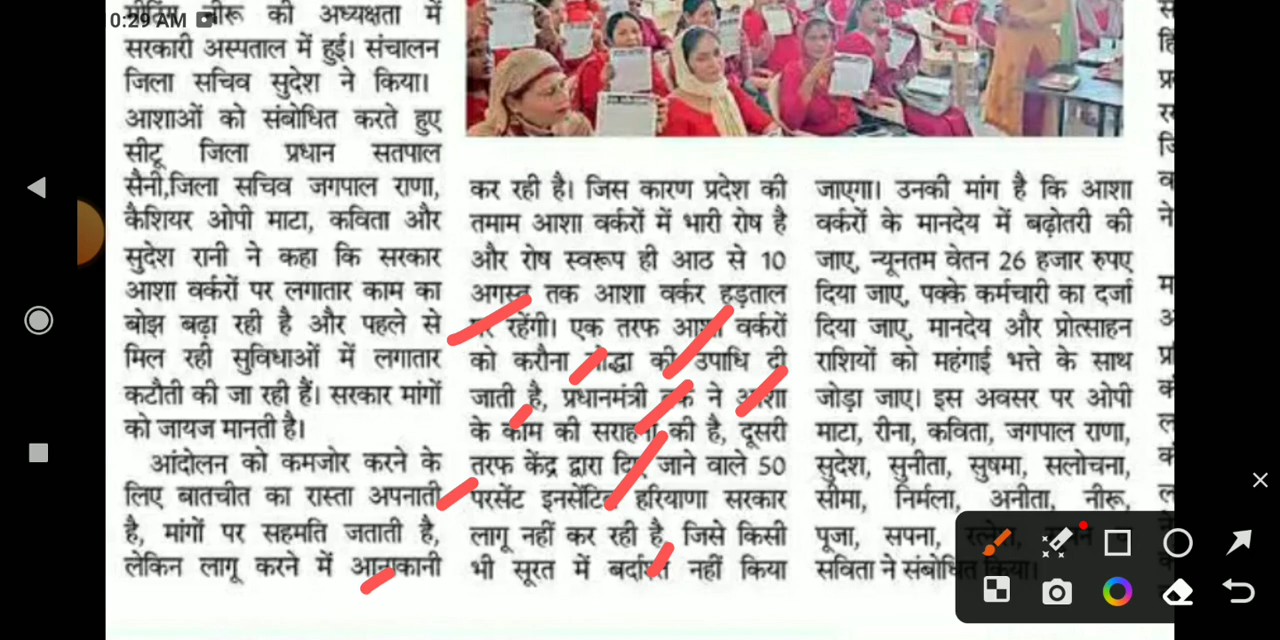 0:29 AM
मीटिंग नीरू की अध्यक्षता में
सरकारी अस्पताल में हुई। संचालन
जिला सचिव सुदेश ने किया।
आशाओं को संबोधित करते हुए
सीटू जिला प्रधान सतपाल
सैनी,जिला सचिव जगपाल राणा,
कैशियर ओपी माटा, कविता और
सुदेश रानी ने कहा कि सरकार
आशा वर्करों पर लगातार काम का
बोझ बढ़ा रही है और पहले से
मिल रही सुविधाओं में लगातार
कटौती की जा रही हैं। सरकार मांगों
को जायज मानती है।
आंदोलन को कमजोर करने के
लिए बातचीत का रास्ता अपनाती
है, मांगों पर सहमति जताती है,
लेकिन लागू करने में आनाकानी
कर रही है। जिस कारण प्रदेश की
तमाम आशा वर्करों में भारी रोष है
और रोष स्वरूप ही आठ से 10
अगस्त तक आशा वर्कर हड़ताल
पर रहेंगी। एक तरफ आशा वर्करों
को करौना योद्धा की उपाधि दी
जाती है, प्रधानमंत्री तक ने आशा
के काम की सराहना की है, दूसरी
तरफ केंद्र द्वारा दिए जाने वाले 50
परसेंट इनसेंटिव हरियाणा सरकार
लागू नहीं कर रही है, जिसे किसी
भी सूरत में बर्दाश्त नहीं किया
जाएगा। उनकी मांग है कि आशा
वर्करों के मानदेय में बढ़ोतरी की
जाए, न्यूनतम वेतन 26 हजार रुपए
दिया जाए, पक्के कर्मचारी का दर्जा
दिया जाए, मानदेय और प्रोत्साहन
राशियों को महंगाई भत्ते के साथ
जोड़ा जाए। इस अवसर पर ओपी
माटा, रीना, कविता, जगपाल राणा,
सुदेश, सुनीता, सुषमा, सलोचना,
सोमा, निर्मला, अनीता, नीरू,
पूजा, सपना,
सविता ने संबोधित किया।